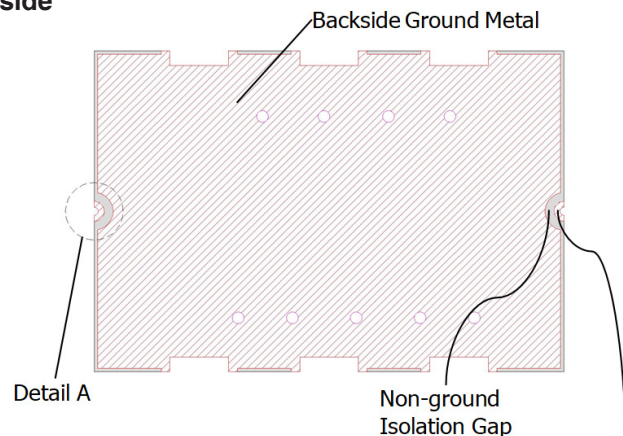 side
Backside Ground Metal
Detail A
Non-ground
Isolation Gap